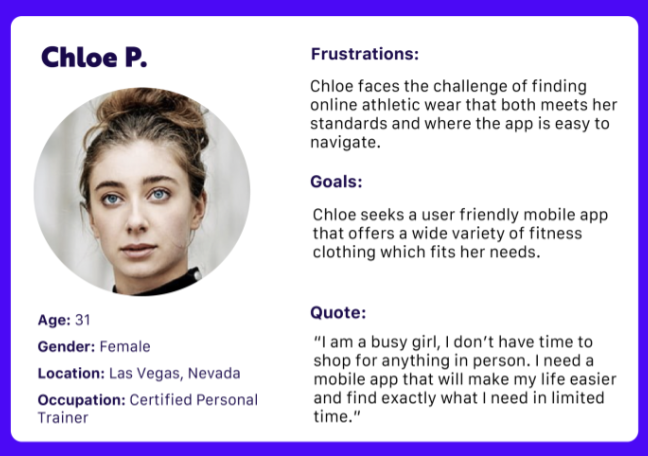 Chloe P.
Age: 31
Gender: Female
Location: Las Vegas, Nevada
Occupation: Certified Personal
Trainer
Frustrations:
Chloe faces the challenge of finding
online athletic wear that both meets her
standards and where the app is easy to
navigate.
Goals:
Chloe seeks a user friendly mobile app
that offers a wide variety of fitness
clothing which fits her needs.
Quote:
“I am a busy girl, I don’t have time to
shop for anything in person. I need a
mobile app that will make my life easier
and find exactly what I need in limited
time.”